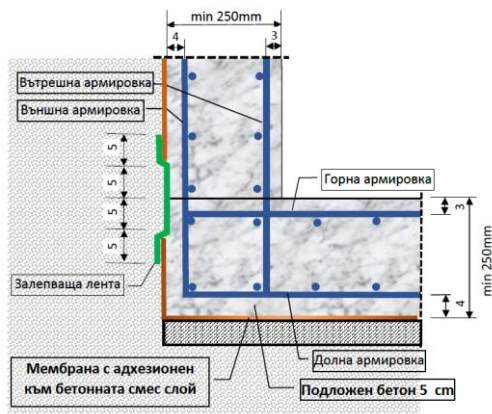 min 250mm
4
3
Вътрешна армировка
Външна армировка
5
5
5
5
Горна армировка
3
min 250mm
4
Залепваща лента
Долна армировка
Мембрана с адхезионен
към бетонната смес слой
Подложен бетон 5 cm